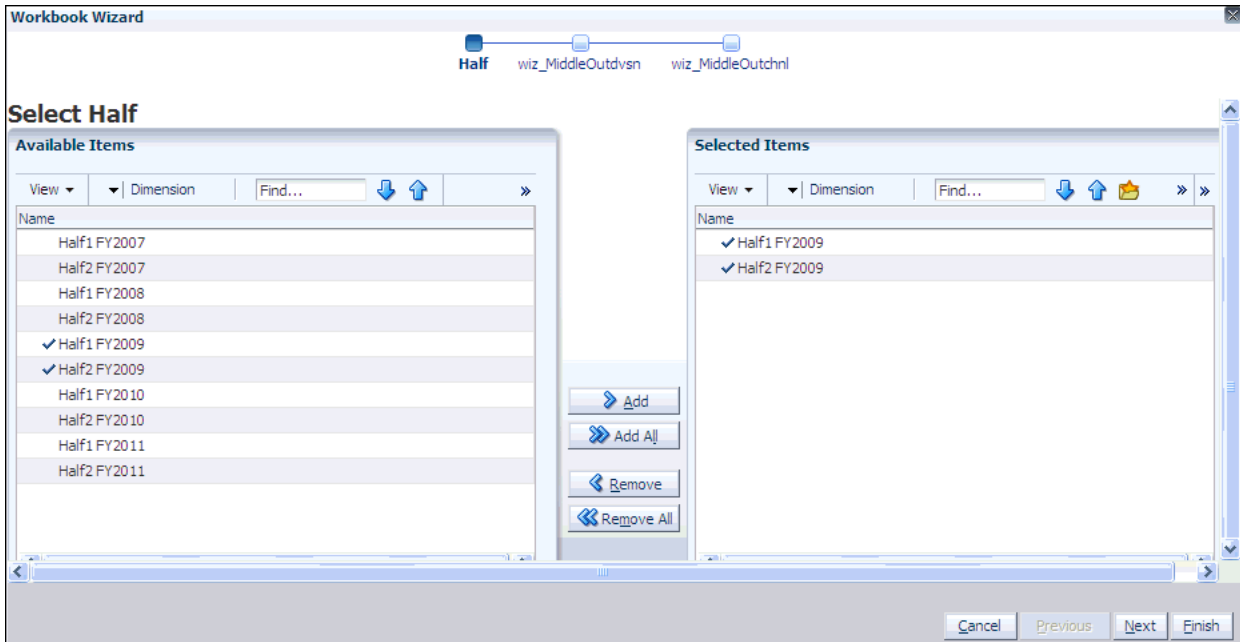 Workbook Wizard
Half wiz_MiddleOutdvsn wiz_MiddleOutchnl
Select Half
Available Items
View Dimension Find... »
Name
Half1 FY2007
Half2 FY2007
Half1 FY2008
Half2 FY2008
Half1 FY2009
Half2 FY2009
Half1 FY2010
Half2 FY2010
Half1 FY2011
Half2 FY2011
Add
Add All
Remove
Remove All
Selected Items
View Dimension Find... » »
Name
Half1 FY2009
Half2 FY2009
Cancel Previous Next Finish